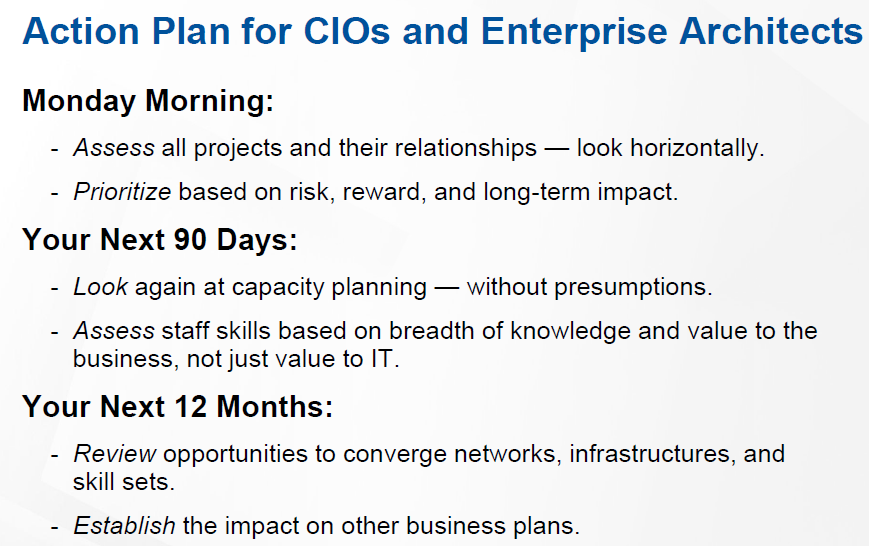 Action Plan for CIOs and Enterprise Architects
Monday Morning:
- Assess all projects and their relationships — look horizontally.
- Prioritize based on risk, reward, and long-term impact.
Your Next 90 Days:
- Look again at capacity planning — without presumptions.
- Assess staff skills based on breadth of knowledge and value to the
business, not just value to IT.
Your Next 12 Months:
- Review opportunities to converge networks, infrastructures, and
skill sets.
- Establish the impact on other business plans.